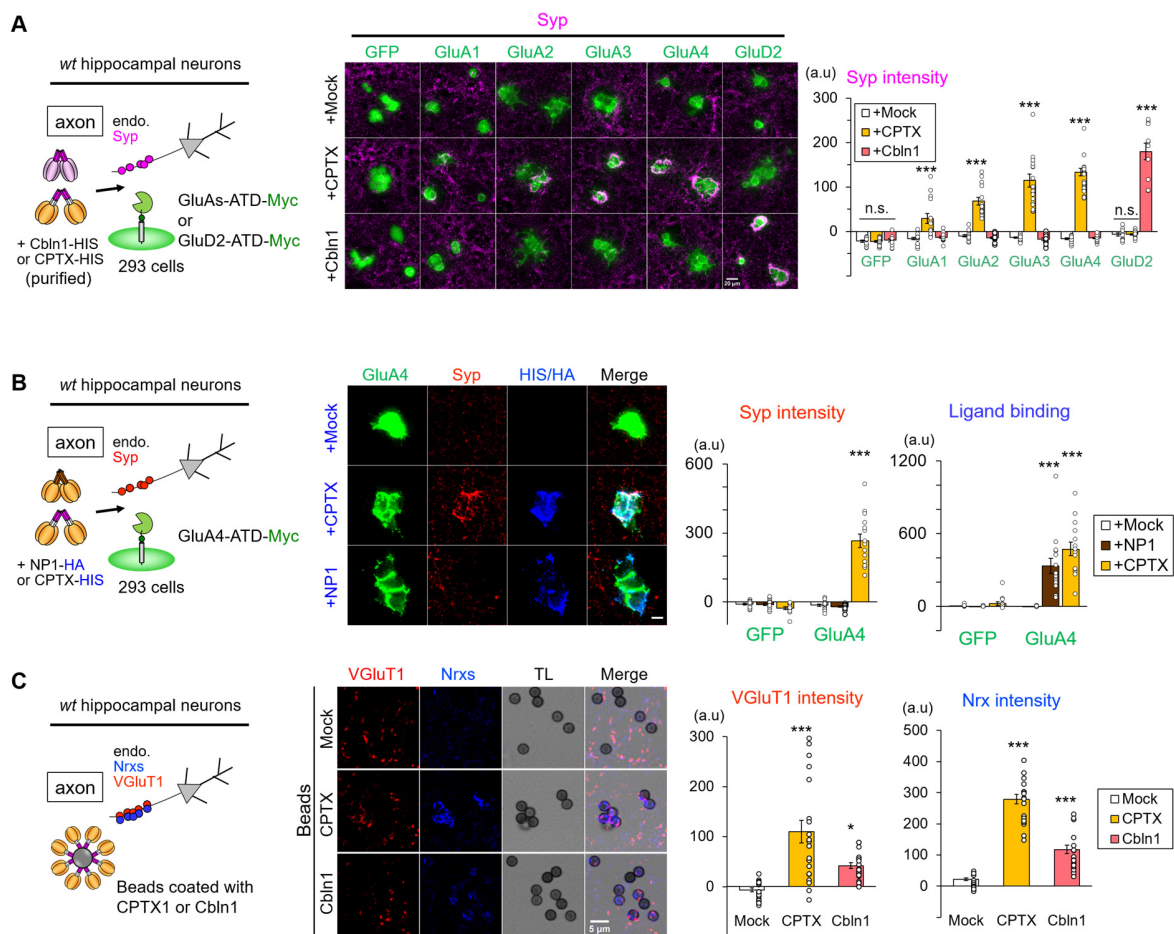 A
wt hippocampal neurons
axon
endo.
Syp
GluAs-ATD-Myc
or
GluD2-ATD-Myc
+ Cbln1-HIS
or CPTX-HIS
(purified)
293 cells
Syp
GFP GluA1 GluA2 GluA3 GluA4 GluD2
+Mock
+CPTX
+Cbln1
20 µm
(a.u)
Syp intensity
300
200
100
0
+Mock
+CPTX
+Cbln1
n.s. *** *** *** *** n.s. ***
GFP GluA1 GluA2 GluA3 GluA4 GluD2
B
wt hippocampal neurons
axon
endo.
Syp
GluA4-ATD-Myc
+ NP1-HA
or CPTX-HIS
293 cells
GluA4 Syp HIS/HA Merge
+Mock
+CPTX
+NP1
Syp intensity
(a.u)
600
300
0
***
GFP GluA4
Ligand binding
(a.u)
1200
800
400
0
*** ***
GFP GluA4
+Mock
+NP1
+CPTX
C
wt hippocampal neurons
axon
endo.
Nrxs
VGluT1
Beads coated with
CPTX1 or Cbln1
VGluT1 Nrxs TL Merge
Beads
Mock
CPTX
Cbln1
5 µm
VGluT1 intensity
(a.u)
300
200
100
0
*** *
Mock CPTX Cbln1
Nrx intensity
(a.u)
500
400
300
200
100
0
*** ***
Mock CPTX Cbln1
Mock
CPTX
Cbln1